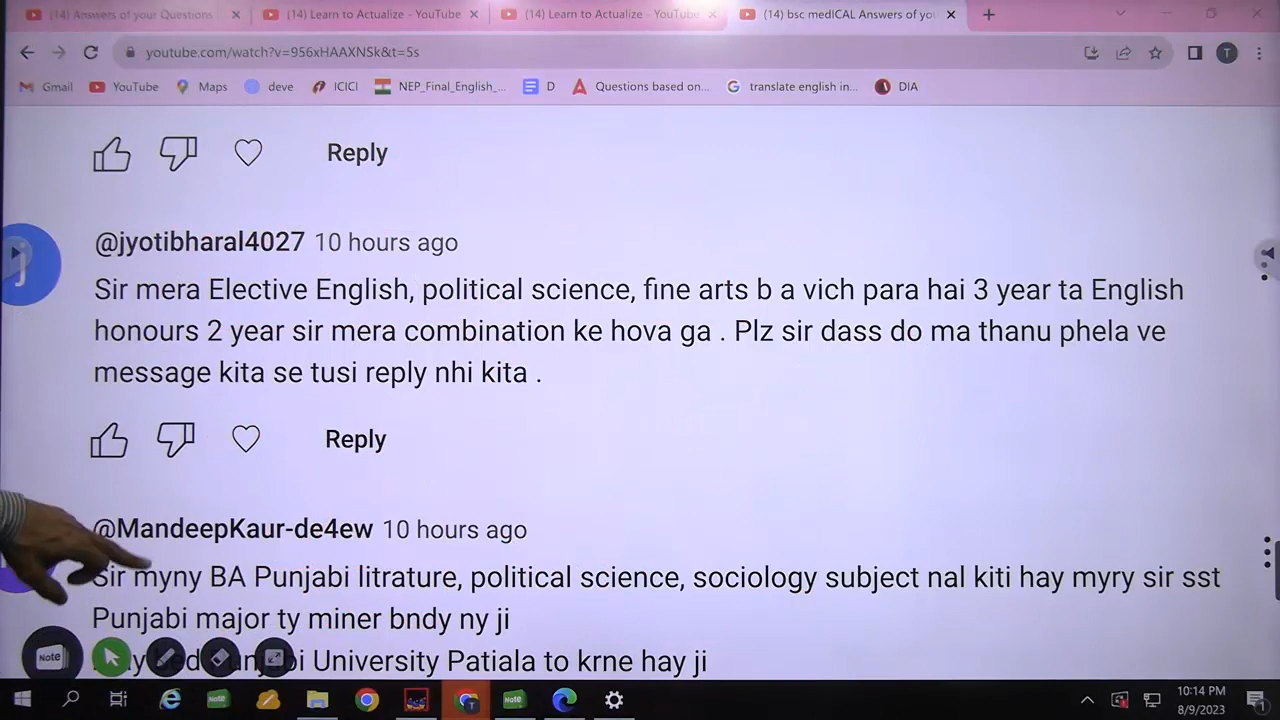 (14) Answers of your Questions
(14) Learn to Actualize - YouTube
(14) Learn to Actualize - YouTube
(14) bsc medICAL Answers of yo
youtube.com/watch?v=956xHAAXNSk&t=5s
T
Gmail YouTube Maps deve ICICI NEP_Final_English_... D Questions based on... translate english in... DIA
Reply
@jyotibharal4027 10 hours ago
j
Sir mera Elective English, political science, fine arts b a vich para hai 3 year ta English
honours 2 year sir mera combination ke hova ga . Plz sir dass do ma thanu phela ve
message kita se tusi reply nhi kita .
Reply
@MandeepKaur-de4ew 10 hours ago
Sir myny BA Punjabi litrature, political science, sociology subject nal kiti hay myry sir sst
Punjabi major ty miner bndy ny ji
University Patiala to krne hay ji
Note
Note
Note
10:14 PM
8/9/2023